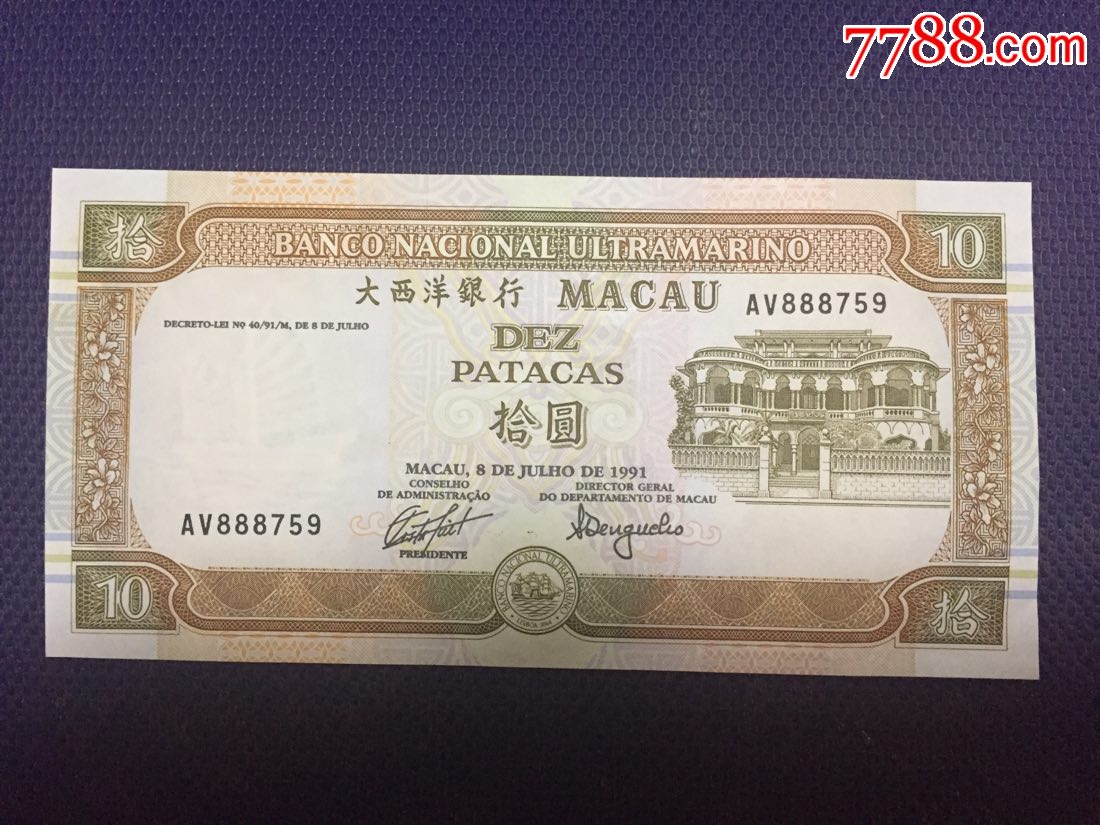 7788.com
拾
BANCO NACIONAL ULTRAMARINO
10
大西洋銀行 MACAU
AV888759
DECRETO-LEI Nº 40/91/M, DE 8 DE JULHO
DEZ
PATACAS
拾圓
MACAU, 8 DE JULHO DE 1991
CONSELHO
DE ADMINISTRAÇÃO
DIRECTOR GERAL
DO DEPARTAMENTO DE MACAU
AV888759
PRESIDENTE
10
BANCO NACIONAL ULTRAMARINO
LISBOA 1864
拾